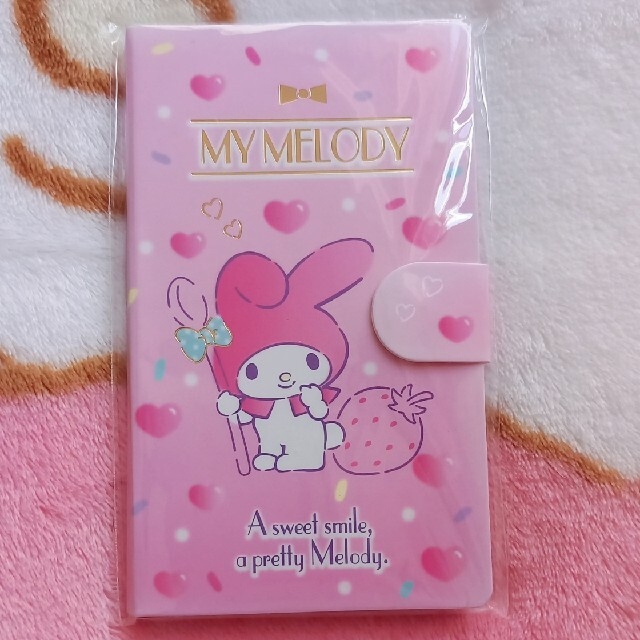 MY MELODY
A sweet smile,
a pretty Melody.